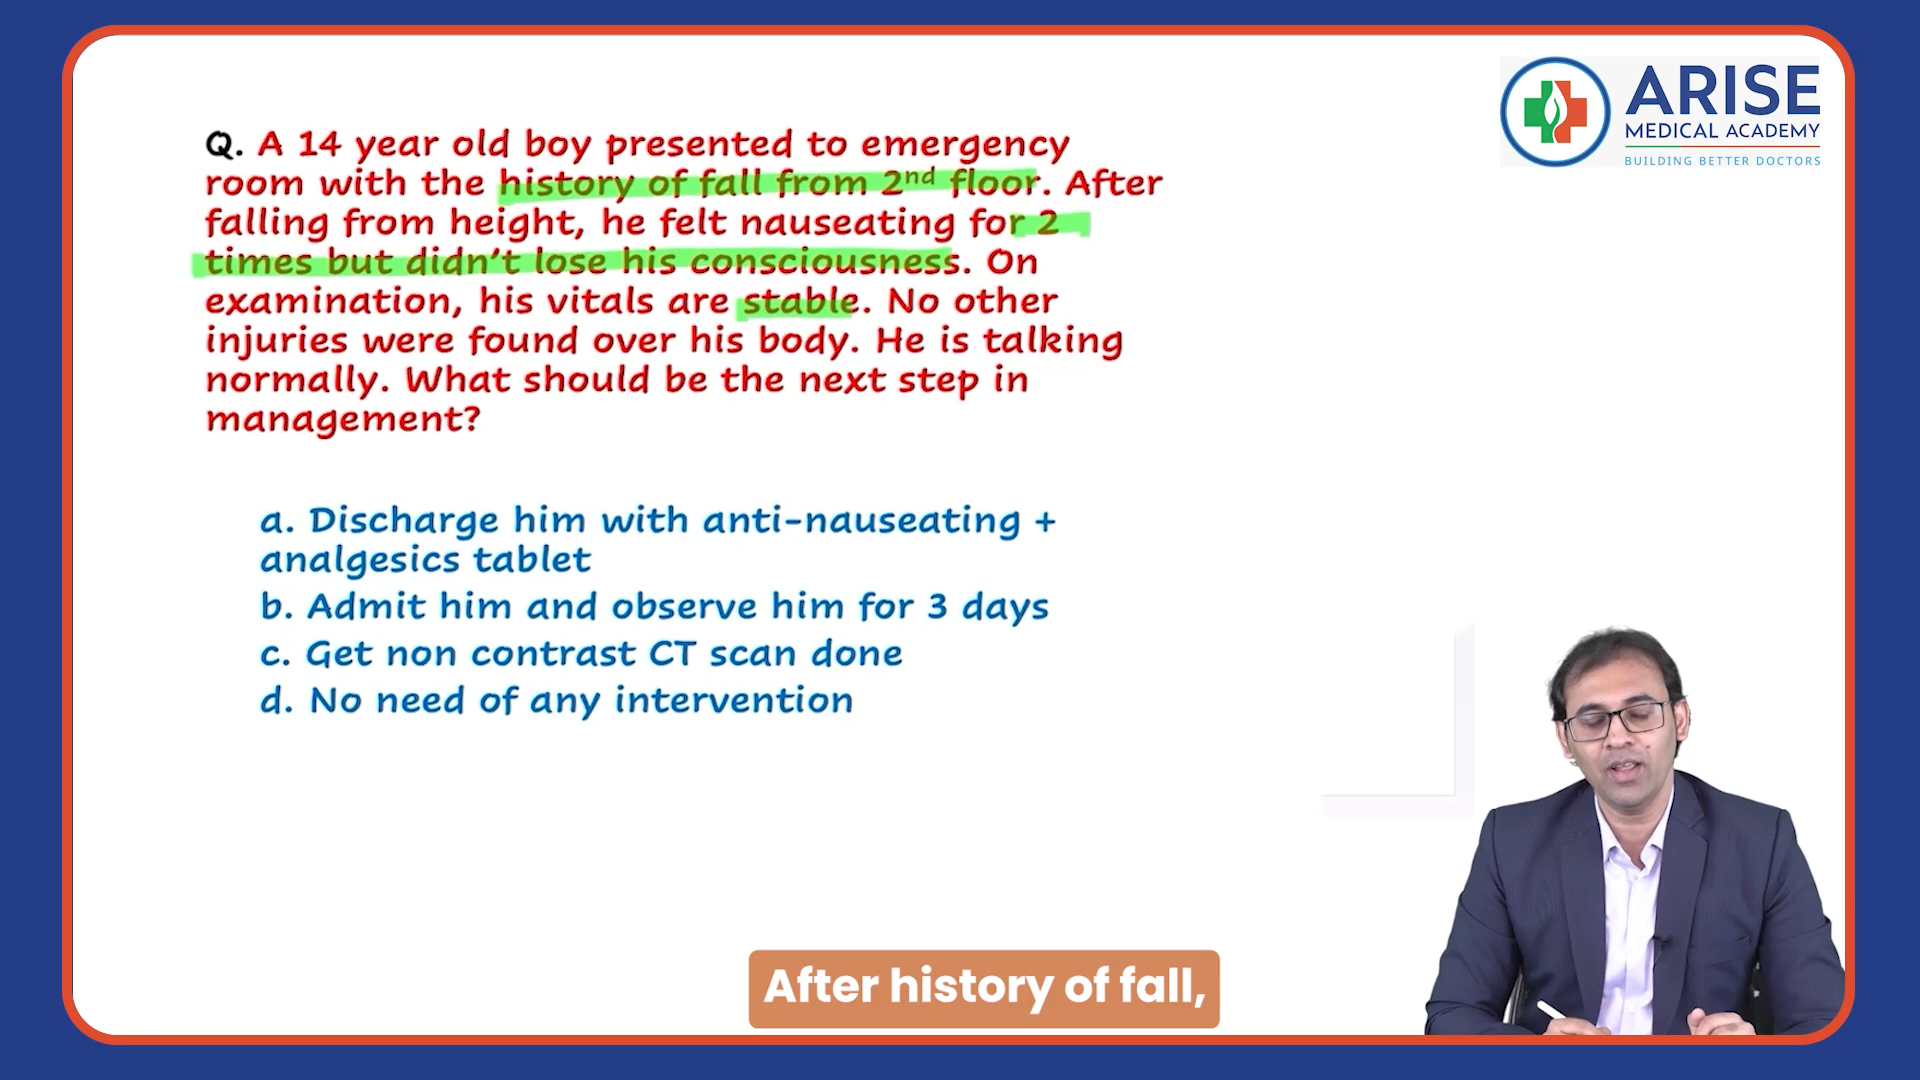 ARISE
MEDICAL ACADEMY
BUILDING BETTER DOCTORS
Q. A 14 year old boy presented to emergency
room with the history of fall from 2nd floor. After
falling from height, he felt nauseating for 2
times but didn't lose his consciousness. On
examination, his vitals are stable. No other
injuries were found over his body. He is talking
normally. What should be the next step in
management?
a. Discharge him with anti-nauseating +
analgesics tablet
b. Admit him and observe him for 3 days
c. Get non contrast CT scan done
d. No need of any intervention
After history of fall,